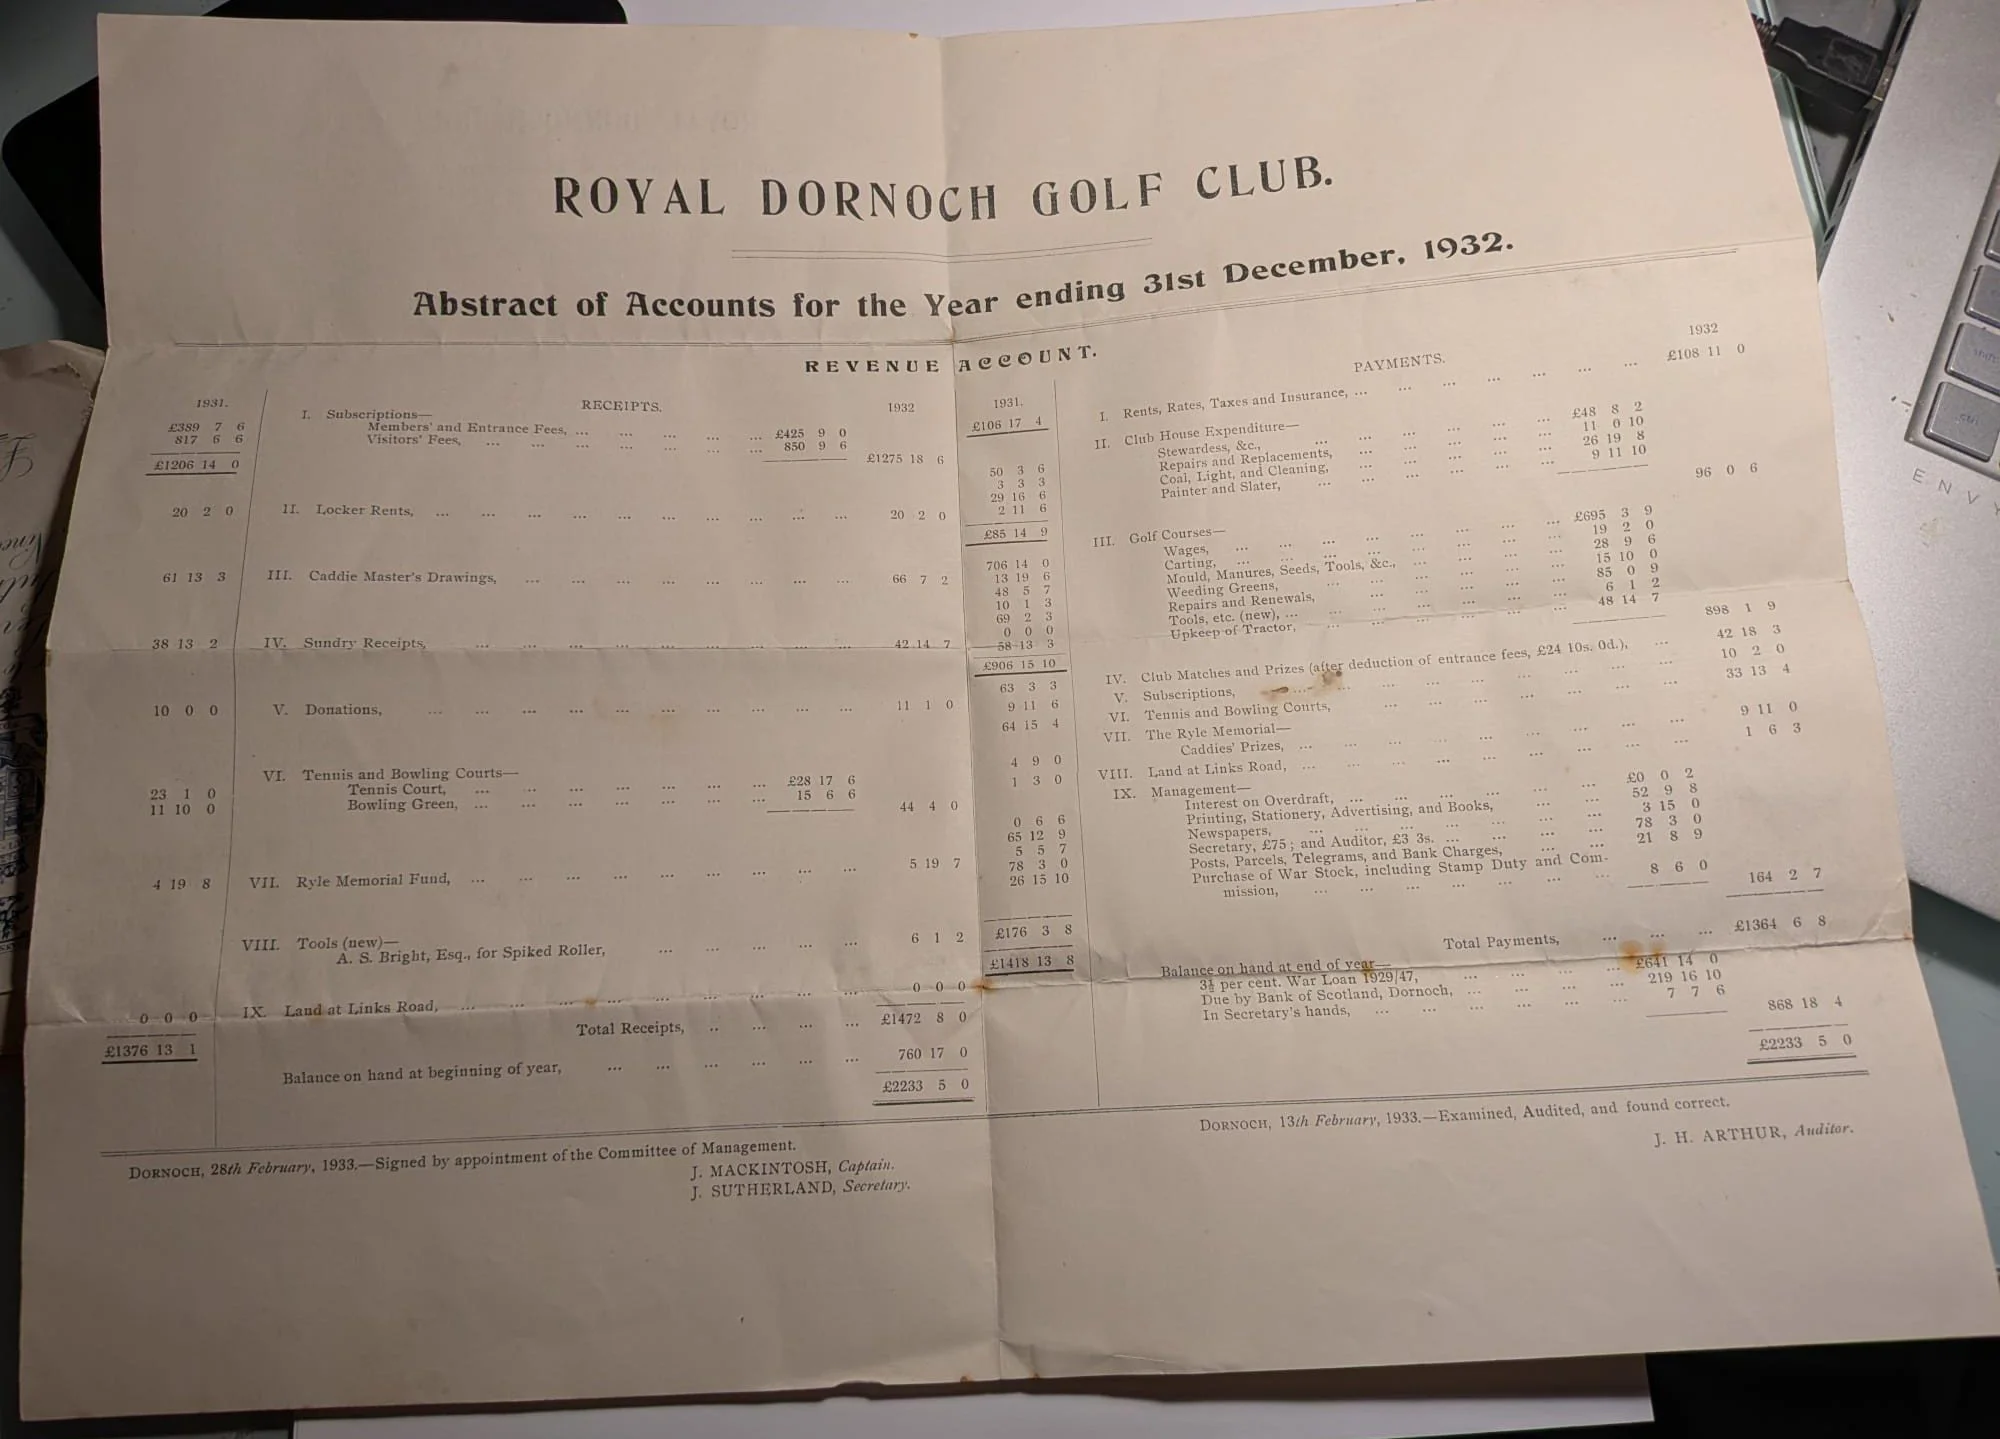 ROYAL DORNOCH GOLF CLUB.
Abstract of Accounts for the Year ending 31st December, 1932.
REVENUE ACCOUNT.
1931. RECEIPTS. 1932
I. Subscriptions—
£389 7 6 Members' and Entrance Fees, ... ... ... ... ... £425 9 0
817 6 6 Visitors' Fees, ... ... ... ... ... ... ... 850 9 6
£1206 14 0 £1275 18 6
20 2 0 II. Locker Rents, ... ... ... ... ... ... ... ... ... ... 20 2 0
61 13 3 III. Caddie Master's Drawings, ... ... ... ... ... ... ... ... 66 7 2
38 13 2 IV. Sundry Receipts, ... ... ... ... ... ... ... ... ... 42 14 7
10 0 0 V. Donations, ... ... ... ... ... ... ... ... ... ... 11 1 0
VI. Tennis and Bowling Courts—
23 1 0 Tennis Court, ... ... ... ... ... ... ... £28 17 6
11 10 0 Bowling Green, ... ... ... ... ... ... ... 15 6 6
44 4 0
4 19 8 VII. Ryle Memorial Fund, ... ... ... ... ... ... ... ... ... 5 19 7
VIII. Tools (new)—
A. S. Bright, Esq., for Spiked Roller, ... ... ... ... ... 6 1 2
0 0 0 IX. Land at Links Road, ... ... ... ... ... ... ... ... ... 0 0 0
£1376 13 1 Total Receipts, .. ... ... ... £1472 8 0
Balance on hand at beginning of year, ... ... ... ... ... ... 760 17 0
£2233 5 0
Dornoch, 28th February, 1933.—Signed by appointment of the Committee of Management.
J. MACKINTOSH, Captain.
J. SUTHERLAND, Secretary.
1931. PAYMENTS. 1932
£106 17 4 I. Rents, Rates, Taxes and Insurance, ... ... ... ... ... ... ... £108 11 0
II. Club House Expenditure—
50 3 6 Stewardess, &c., ... ... ... ... ... ... £48 8 2
3 3 3 Repairs and Replacements, ... ... ... ... ... 11 0 10
29 16 6 Coal, Light, and Cleaning, ... ... ... ... ... 26 19 8
2 11 6 Painter and Slater, ... ... ... ... ... ... 9 11 10
£85 14 9 96 0 6
III. Golf Courses—
706 14 0 Wages, ... ... ... ... ... ... ... ... £695 3 9
13 19 6 Carting, ... ... ... ... ... ... ... ... 19 2 0
48 5 7 Mould, Manures, Seeds, Tools, &c., ... ... ... ... 28 9 6
10 1 3 Weeding Greens, ... ... ... ... ... ... 15 10 0
69 2 3 Repairs and Renewals, ... ... ... ... ... 85 0 9
0 0 0 Tools, etc. (new), ... ... ... ... ... ... 6 1 2
58 13 3 Upkeep of Tractor, ... ... ... ... ... ... 48 14 7
£906 15 10 898 1 9
63 3 3 IV. Club Matches and Prizes (after deduction of entrance fees, £24 10s. 0d.), ... 42 18 3
9 11 6 V. Subscriptions, ... ... ... ... ... ... ... ... ... 10 2 0
64 15 4 VI. Tennis and Bowling Courts, ... ... ... ... ... ... ... 33 13 4
VII. The Ryle Memorial—
4 9 0 Caddies' Prizes, ... ... ... ... ... ... ... ... ... 9 11 0
1 3 0 VIII. Land at Links Road, ... ... ... ... ... ... ... ... ... 1 6 3
IX. Management—
0 6 6 Interest on Overdraft, ... ... ... ... ... ... £0 0 2
65 12 9 Printing, Stationery, Advertising, and Books, ... ... ... 52 9 8
5 5 7 Newspapers, ... ... ... ... ... ... ... 3 15 0
78 3 0 Secretary, £75; and Auditor, £3 3s. ... ... ... ... 78 3 0
26 15 10 Posts, Parcels, Telegrams, and Bank Charges, ... ... ... 21 8 9
Purchase of War Stock, including Stamp Duty and Com-
mission, ... ... ... ... ... ... ... 8 6 0
£176 3 8 164 2 7
£1418 13 8 Total Payments, ... ... ... £1364 6 8
Balance on hand at end of year—
3½ per cent. War Loan 1929/47, ... ... ... ... £641 14 0
Due by Bank of Scotland, Dornoch, ... ... ... ... 219 16 10
In Secretary's hands, ... ... ... ... ... ... 7 7 6
868 18 4
£2233 5 0
Dornoch, 13th February, 1933.—Examined, Audited, and found correct.
J. H. ARTHUR, Auditor.
ENVY
shift